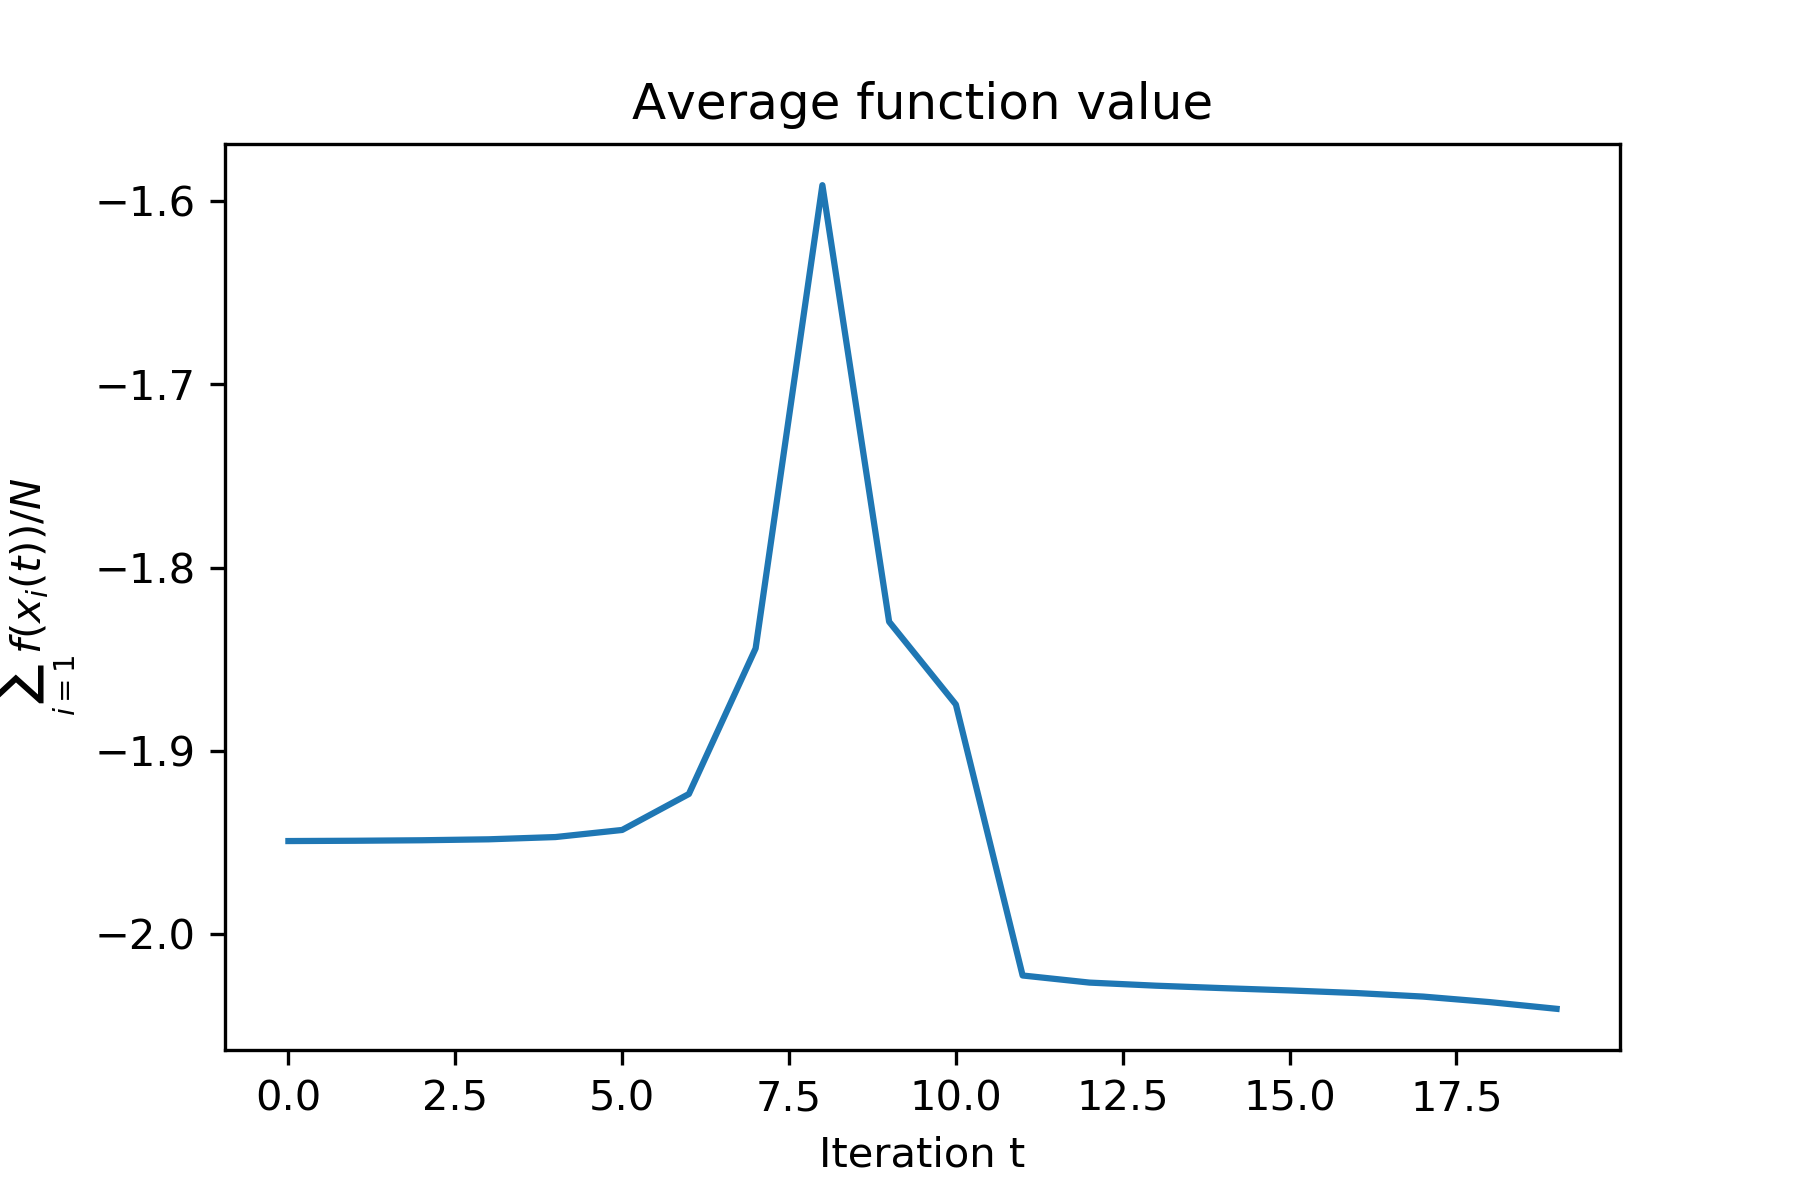 Average function value
−1.6
−1.7
−1.8
−1.9
−2.0
∑ f(x_i(t))/N
i=1
0.0 2.5 5.0 7.5 10.0 12.5 15.0 17.5
Iteration t